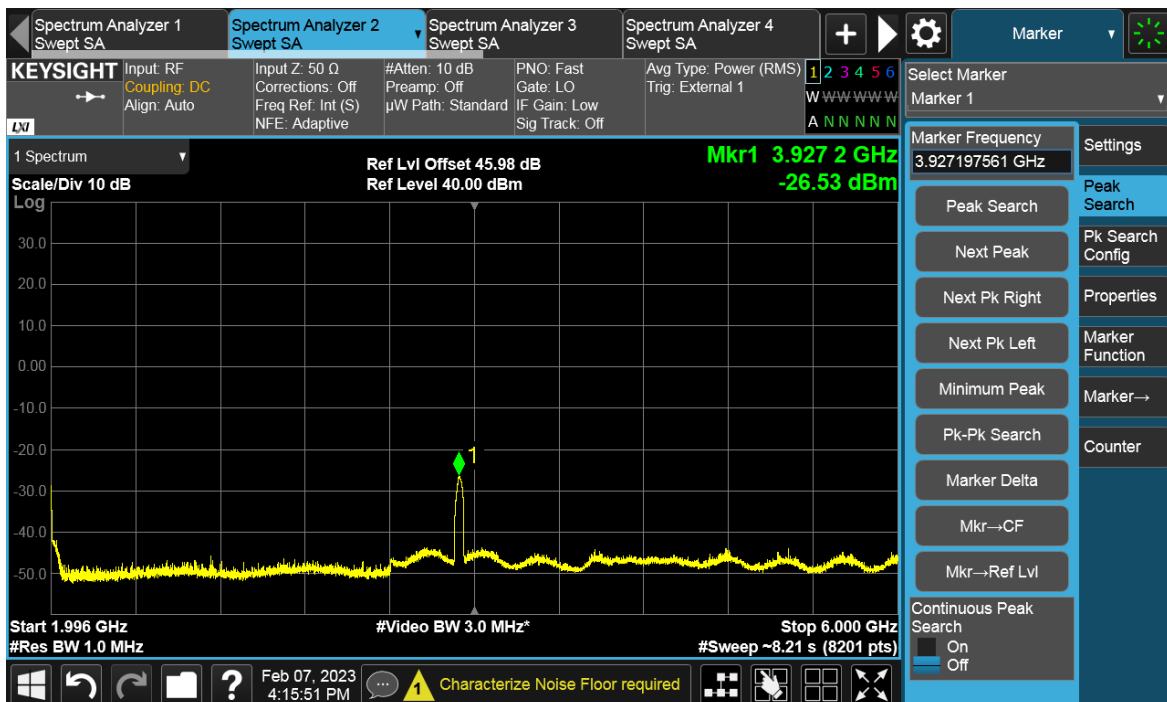 Spectrum Analyzer 1
Swept SA
Spectrum Analyzer 2
Swept SA
Spectrum Analyzer 3
Swept SA
Spectrum Analyzer 4
Swept SA
+
Marker
KEYSIGHT
LXI
Input: RF
Coupling: DC
Align: Auto
Input Z: 50 Ω
Corrections: Off
Freq Ref: Int (S)
NFE: Adaptive
#Atten: 10 dB
Preamp: Off
µW Path: Standard
PNO: Fast
Gate: LO
IF Gain: Low
Sig Track: Off
Avg Type: Power (RMS)
Trig: External 1
1 2 3 4 5 6
W W W W W W
A N N N N N
1 Spectrum
Scale/Div 10 dB
Log
Ref Lvl Offset 45.98 dB
Ref Level 40.00 dBm
Mkr1 3.927 2 GHz
-26.53 dBm
30.0
20.0
10.0
0.00
-10.0
-20.0
-30.0
-40.0
-50.0
1
Start 1.996 GHz
#Res BW 1.0 MHz
#Video BW 3.0 MHz*
Stop 6.000 GHz
#Sweep ~8.21 s (8201 pts)
Select Marker
Marker 1
Marker Frequency
3.927197561 GHz
Peak Search
Next Peak
Next Pk Right
Next Pk Left
Minimum Peak
Pk-Pk Search
Marker Delta
Mkr→CF
Mkr→Ref Lvl
Continuous Peak
Search
On
Off
Settings
Peak
Search
Pk Search
Config
Properties
Marker
Function
Marker→
Counter
?
Feb 07, 2023
4:15:51 PM
1
Characterize Noise Floor required